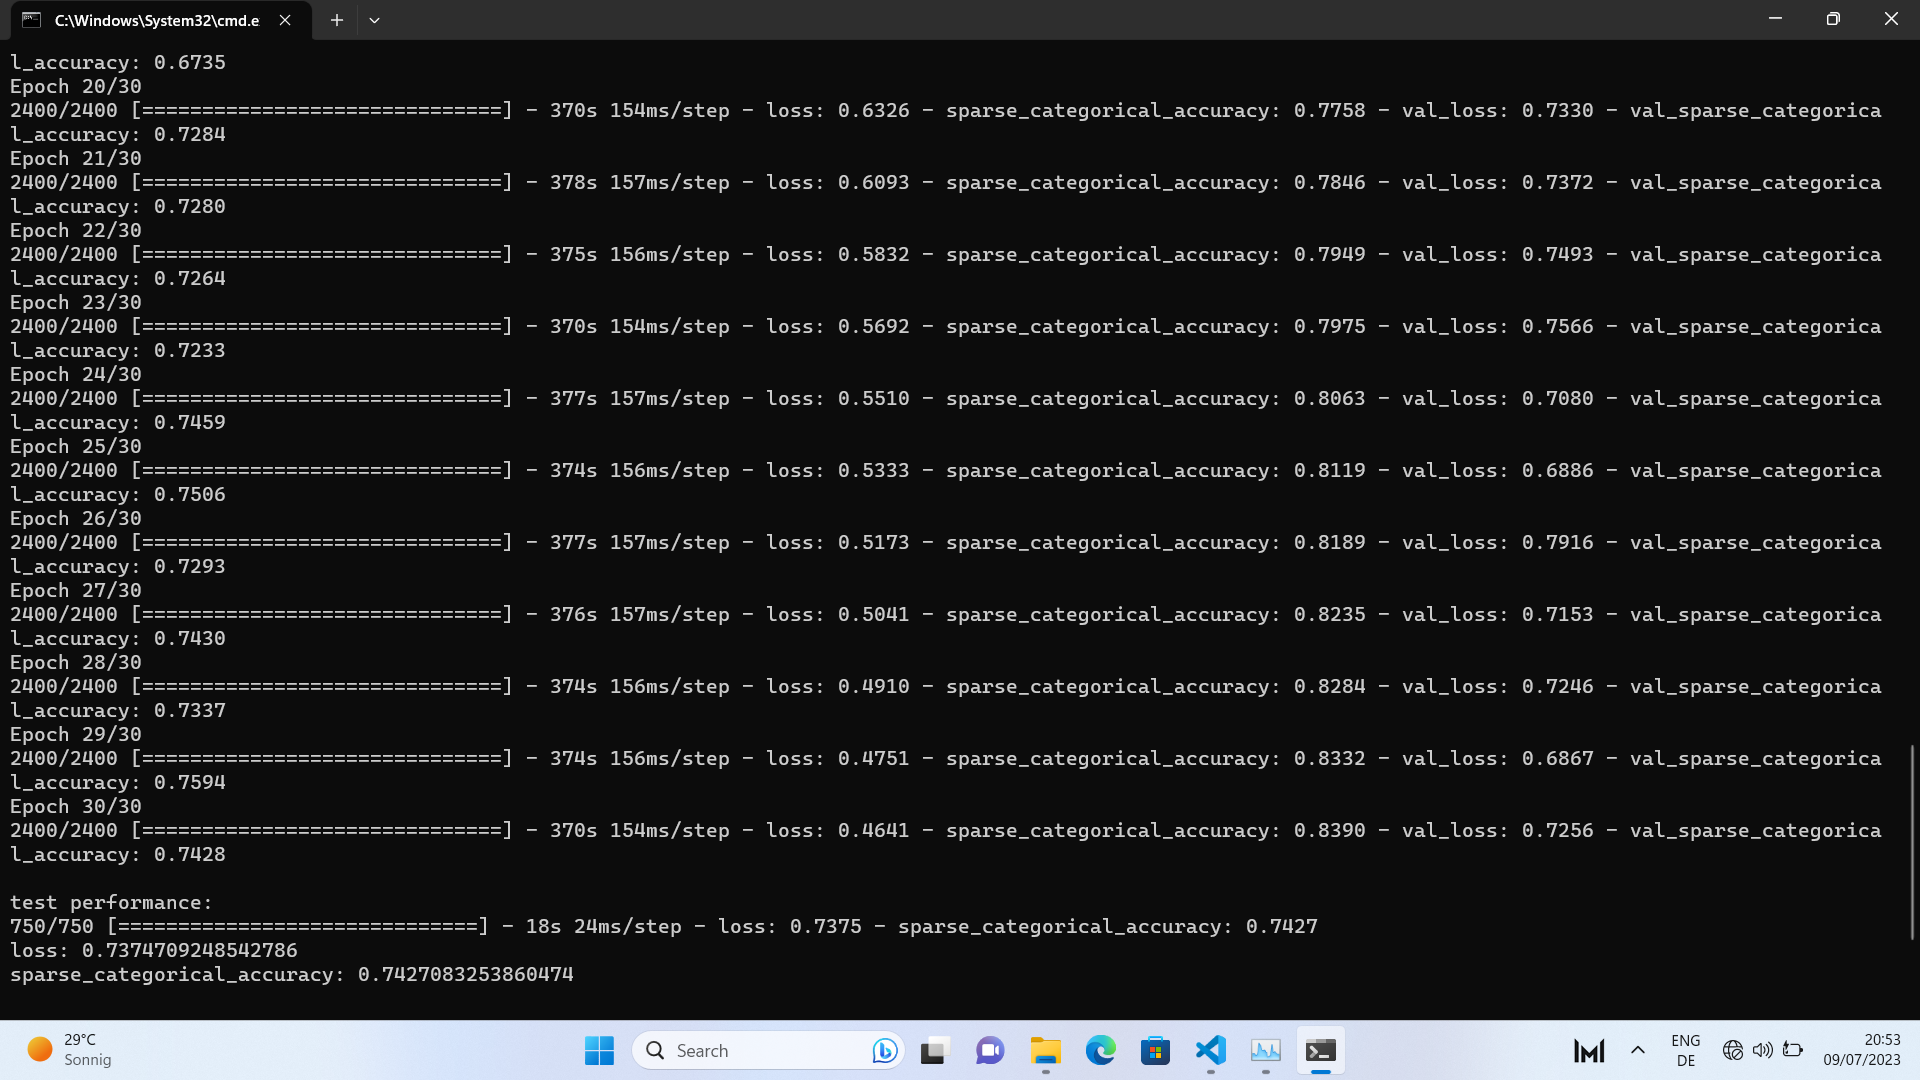 C:\Windows\System32\cmd.e
l_accuracy: 0.6735
Epoch 20/30
2400/2400 [==============================] - 370s 154ms/step - loss: 0.6326 - sparse_categorical_accuracy: 0.7758 - val_loss: 0.7330 - val_sparse_categorica
l_accuracy: 0.7284
Epoch 21/30
2400/2400 [==============================] - 378s 157ms/step - loss: 0.6093 - sparse_categorical_accuracy: 0.7846 - val_loss: 0.7372 - val_sparse_categorica
l_accuracy: 0.7280
Epoch 22/30
2400/2400 [==============================] - 375s 156ms/step - loss: 0.5832 - sparse_categorical_accuracy: 0.7949 - val_loss: 0.7493 - val_sparse_categorica
l_accuracy: 0.7264
Epoch 23/30
2400/2400 [==============================] - 370s 154ms/step - loss: 0.5692 - sparse_categorical_accuracy: 0.7975 - val_loss: 0.7566 - val_sparse_categorica
l_accuracy: 0.7233
Epoch 24/30
2400/2400 [==============================] - 377s 157ms/step - loss: 0.5510 - sparse_categorical_accuracy: 0.8063 - val_loss: 0.7080 - val_sparse_categorica
l_accuracy: 0.7459
Epoch 25/30
2400/2400 [==============================] - 374s 156ms/step - loss: 0.5333 - sparse_categorical_accuracy: 0.8119 - val_loss: 0.6886 - val_sparse_categorica
l_accuracy: 0.7506
Epoch 26/30
2400/2400 [==============================] - 377s 157ms/step - loss: 0.5173 - sparse_categorical_accuracy: 0.8189 - val_loss: 0.7916 - val_sparse_categorica
l_accuracy: 0.7293
Epoch 27/30
2400/2400 [==============================] - 376s 157ms/step - loss: 0.5041 - sparse_categorical_accuracy: 0.8235 - val_loss: 0.7153 - val_sparse_categorica
l_accuracy: 0.7430
Epoch 28/30
2400/2400 [==============================] - 374s 156ms/step - loss: 0.4910 - sparse_categorical_accuracy: 0.8284 - val_loss: 0.7246 - val_sparse_categorica
l_accuracy: 0.7337
Epoch 29/30
2400/2400 [==============================] - 374s 156ms/step - loss: 0.4751 - sparse_categorical_accuracy: 0.8332 - val_loss: 0.6867 - val_sparse_categorica
l_accuracy: 0.7594
Epoch 30/30
2400/2400 [==============================] - 370s 154ms/step - loss: 0.4641 - sparse_categorical_accuracy: 0.8390 - val_loss: 0.7256 - val_sparse_categorica
l_accuracy: 0.7428
test performance:
750/750 [==============================] - 18s 24ms/step - loss: 0.7375 - sparse_categorical_accuracy: 0.7427
loss: 0.7374709248542786
sparse_categorical_accuracy: 0.7427083253860474
29°C
Sonnig
Search
ENG
DE
20:53
09/07/2023